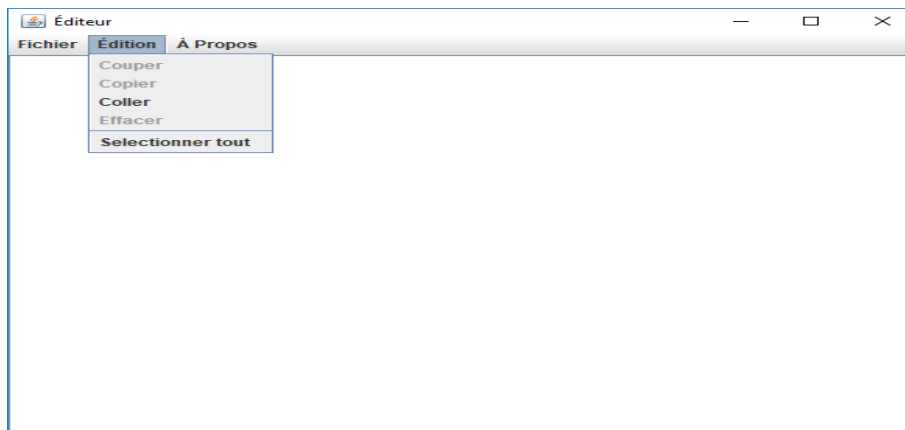 Éditeur
Fichier Édition À Propos
Couper
Copier
Coller
Effacer
Selectionner tout